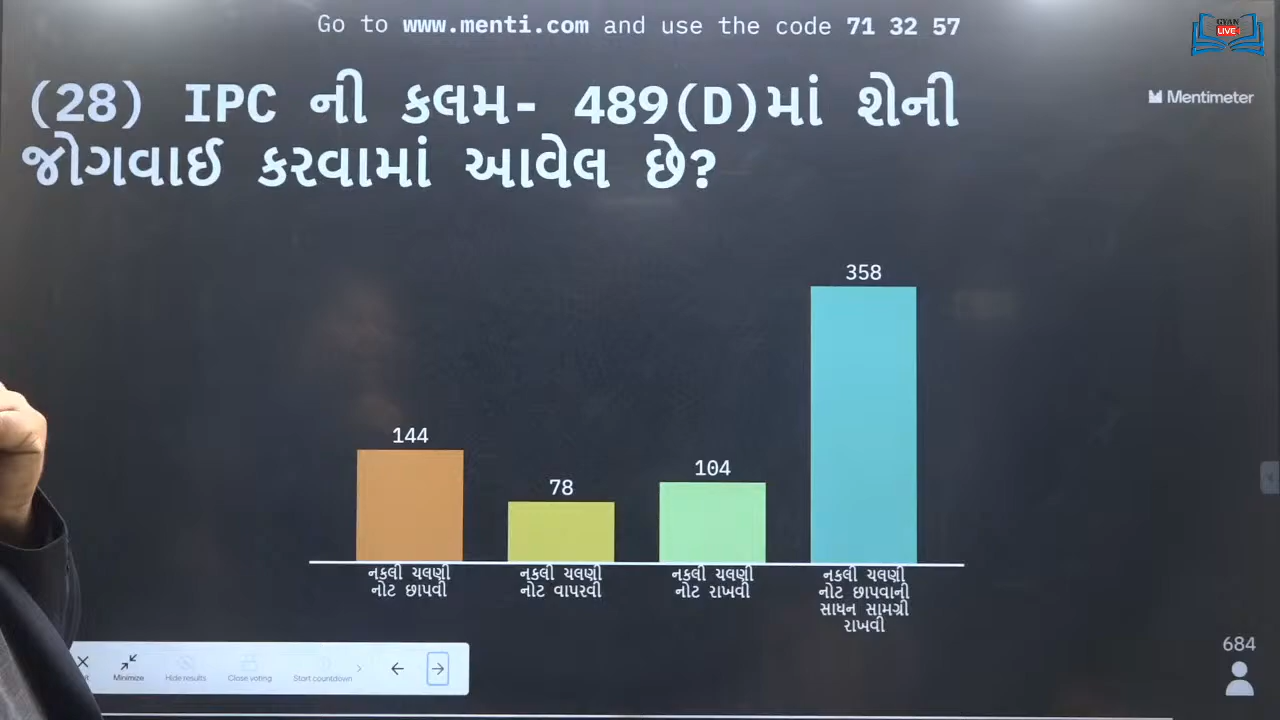 Go to www.menti.com and use the code 71 32 57
GYAN
LIVE
(28) IPC ની કલમ- 489(D)માં શેની
જોગવાઈ કરવામાં આવેલ છે?
Mentimeter
358
144
104
78
નકલી ચલણી
નોટ છાપવી
નકલી ચલણી
નોટ વાપરવી
નકલી ચલણી
નોટ રાખવી
નકલી ચલણી
નોટ છાપવાની
સાધન સામગ્રી
રાખવી
684
Minimize
Hide results
Close voting
Start countdown